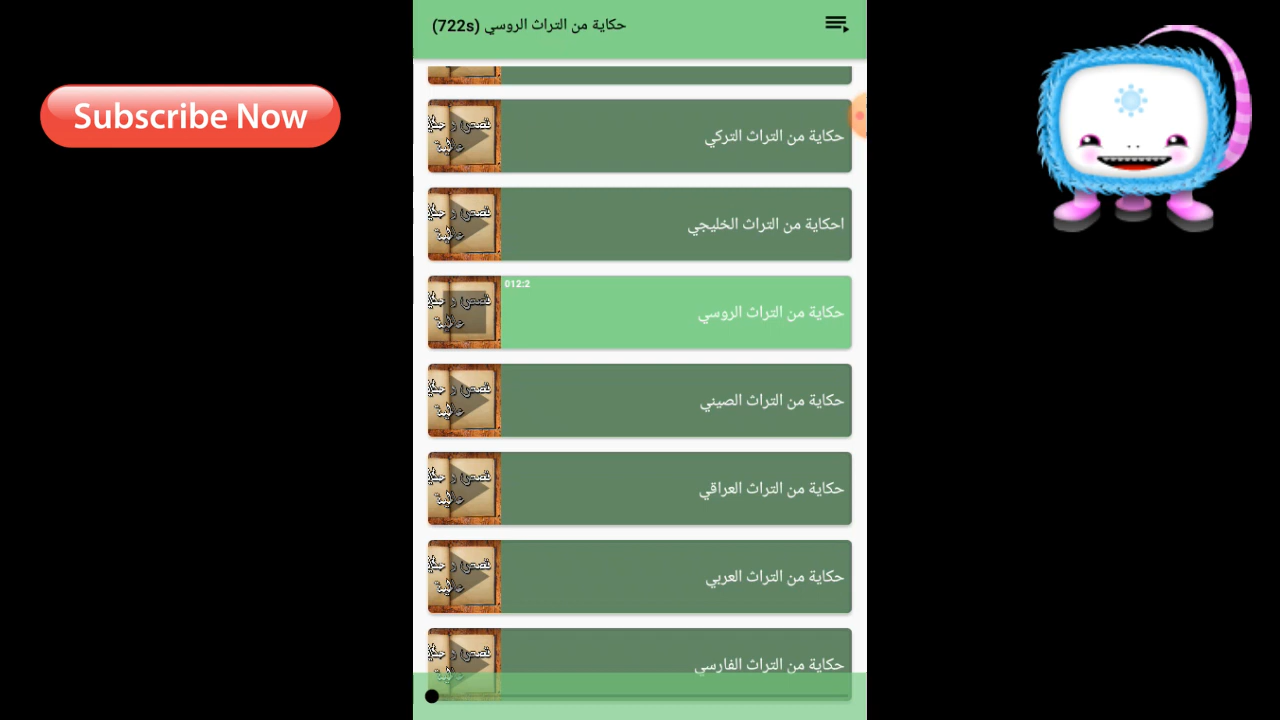 حكاية من التراث الروسي (722s)
Subscribe Now
حكاية من التراث التركي
احكاية من التراث الخليجي
012:2
حكاية من التراث الروسي
حكاية من التراث الصيني
حكاية من التراث العراقي
حكاية من التراث العربي
حكاية من التراث الفارسي